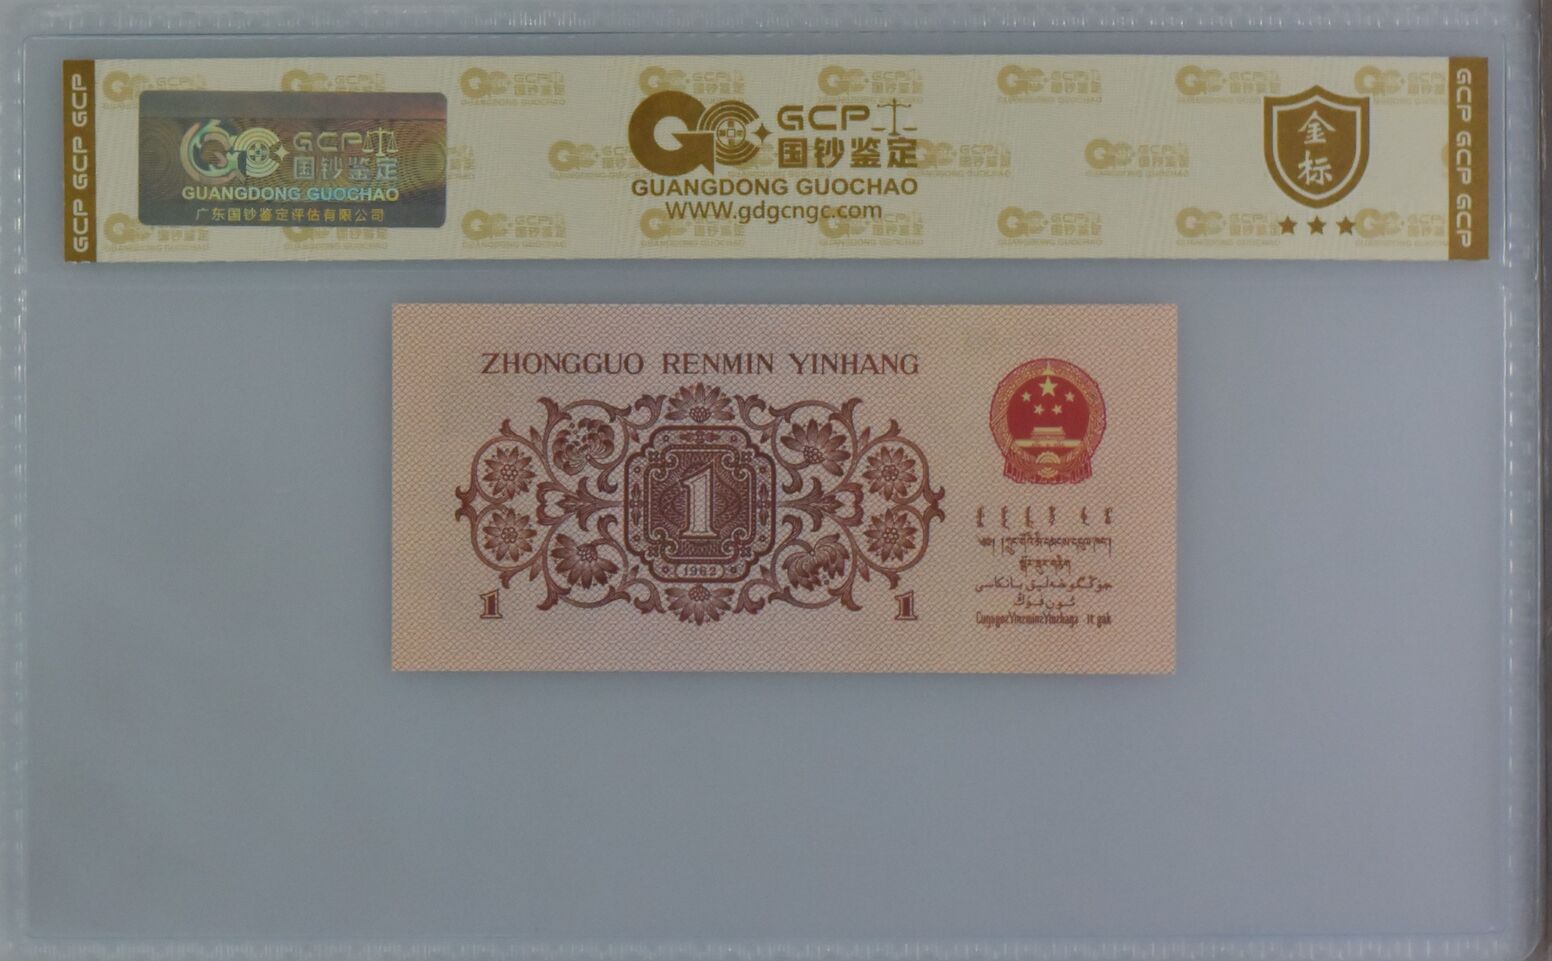 GCP GCP GCP
GCP
国钞鉴定
GUANGDONG GUOCHAO
广东国钞鉴定评估有限公司
GCP
国钞鉴定
GUANGDONG GUOCHAO
WWW.gdgcngc.com
金
标
GCP GCP GCP
ZHONGGUO RENMIN YINHANG
1
(1962)
1
1
جۇڭگوخەلىق بانكاسى